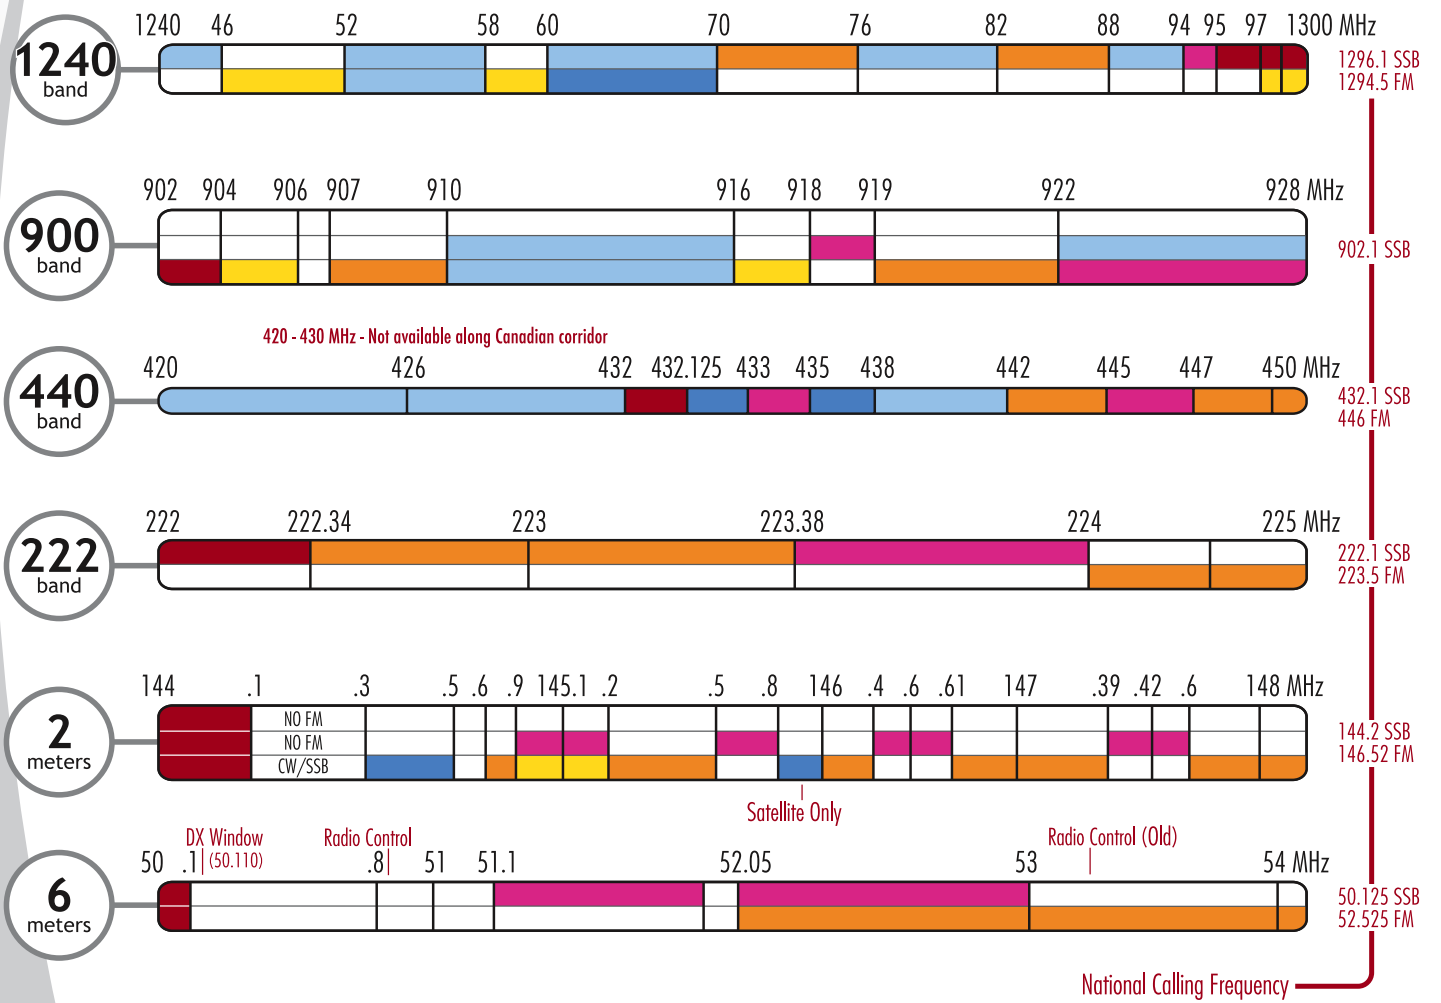 1240 46 52 58 60 70 76 82 88 94 95 97 1300 MHz
1240
band
1296.1 SSB
1294.5 FM
902 904 906 907 910 916 918 919 922 928 MHz
900
band
902.1 SSB
420 - 430 MHz - Not available along Canadian corridor
420 426 432 432.125 433 435 438 442 445 447 450 MHz
440
band
432.1 SSB
446 FM
222 222.34 223 223.38 224 225 MHz
222
band
222.1 SSB
223.5 FM
144 .1 .3 .5 .6 .9 145.1 .2 .5 .8 146 .4 .6 .61 147 .39 .42 .6 148 MHz
2
meters
NO FM
NO FM
CW/SSB
144.2 SSB
146.52 FM
Satellite Only
DX Window
(50.110)
Radio Control
Radio Control (Old)
50 .1 .8 51 51.1 52.05 53 54 MHz
6
meters
50.125 SSB
52.525 FM
National Calling Frequency